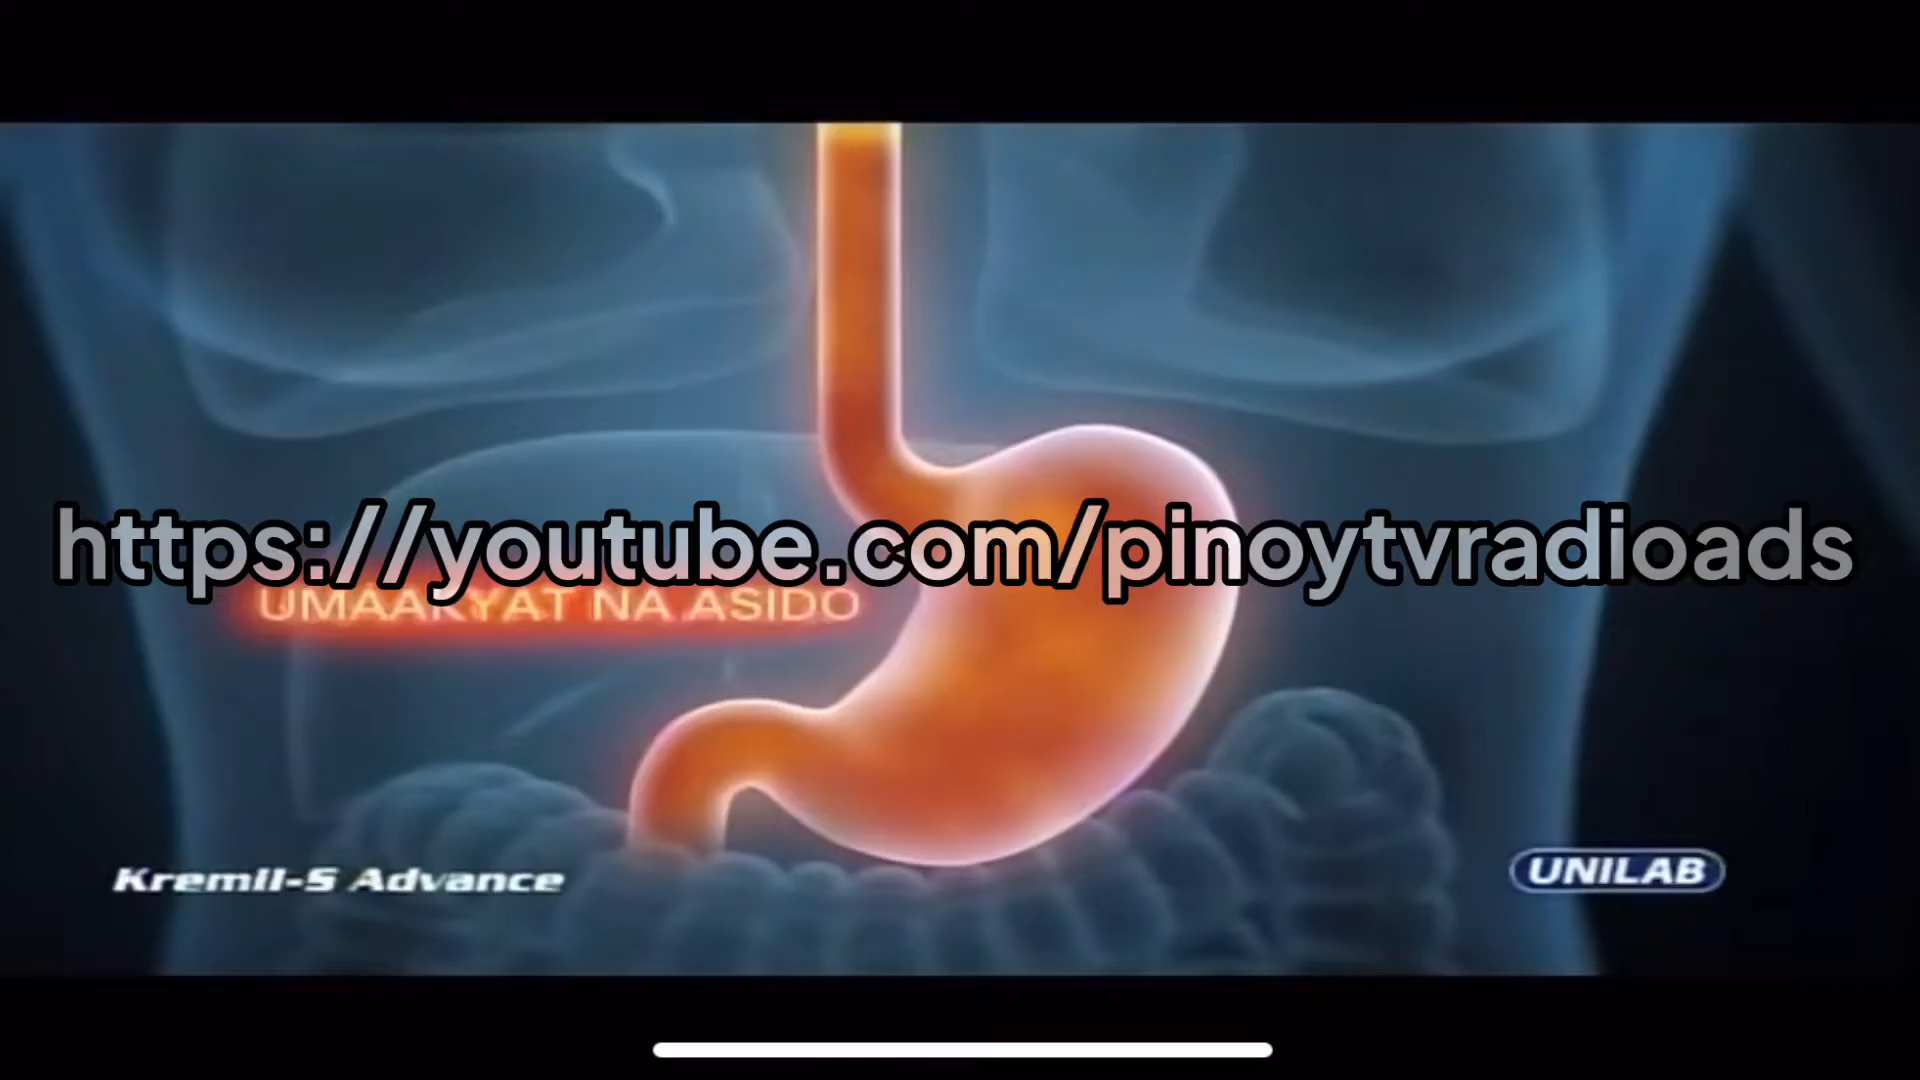 https://youtube.com/pinoytvradioads
UMAAKYAT NA ASIDO
Kremil-S Advance
UNILAB